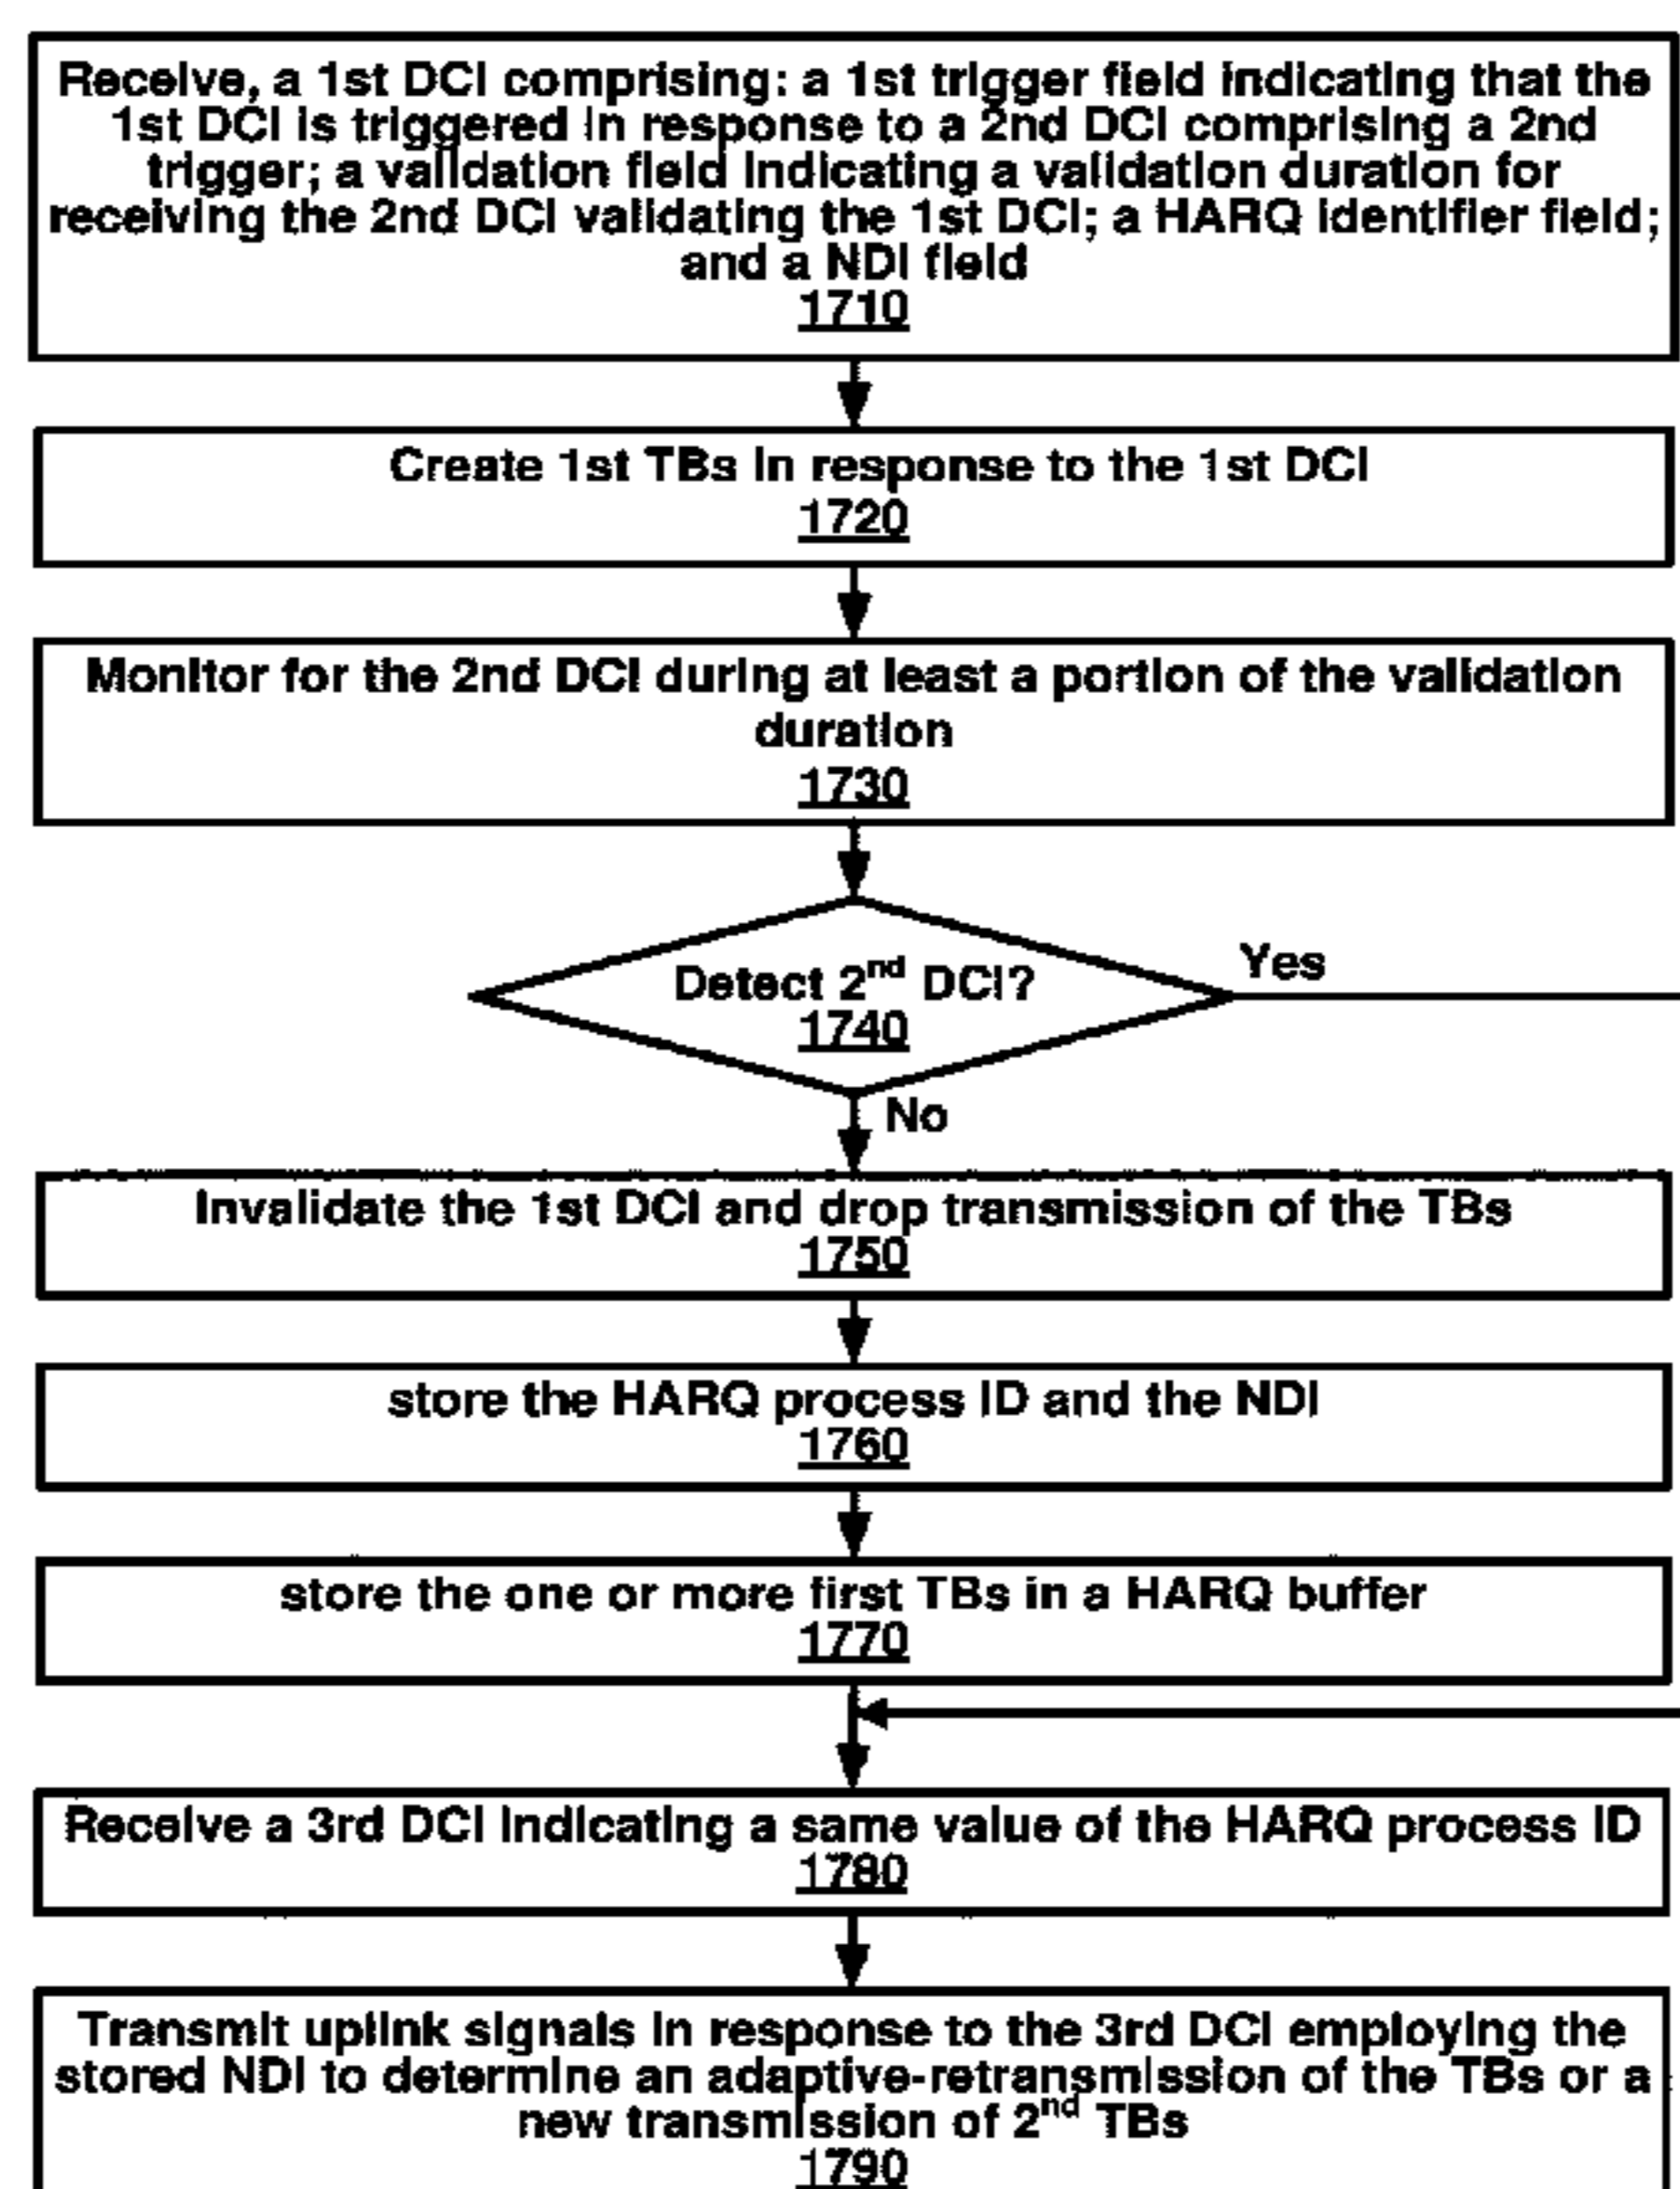 Receive, a 1st DCI comprising: a 1st trigger field indicating that the
1st DCI is triggered in response to a 2nd DCI comprising a 2nd
trigger; a validation field indicating a validation duration for
receiving the 2nd DCI validating the 1st DCI; a HARQ identifier field;
and a NDI field
1710
Create 1st TBs in response to the 1st DCI
1720
Monitor for the 2nd DCI during at least a portion of the validation
duration
1730
Detect 2nd DCI?
1740
Yes
No
Invalidate the 1st DCI and drop transmission of the TBs
1750
store the HARQ process ID and the NDI
1760
store the one or more first TBs in a HARQ buffer
1770
Receive a 3rd DCI indicating a same value of the HARQ process ID
1780
Transmit uplink signals in response to the 3rd DCI employing the
stored NDI to determine an adaptive-retransmission of the TBs or a
new transmission of 2nd TBs
1790